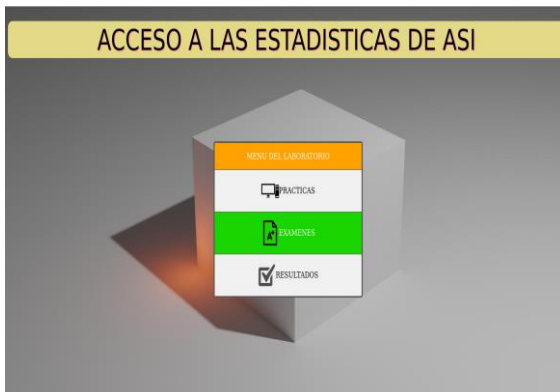 ACCESO A LAS ESTADISTICAS DE ASI
MENU DEL LABORATORIO
PRACTICAS
A+
EXAMENES
RESULTADOS